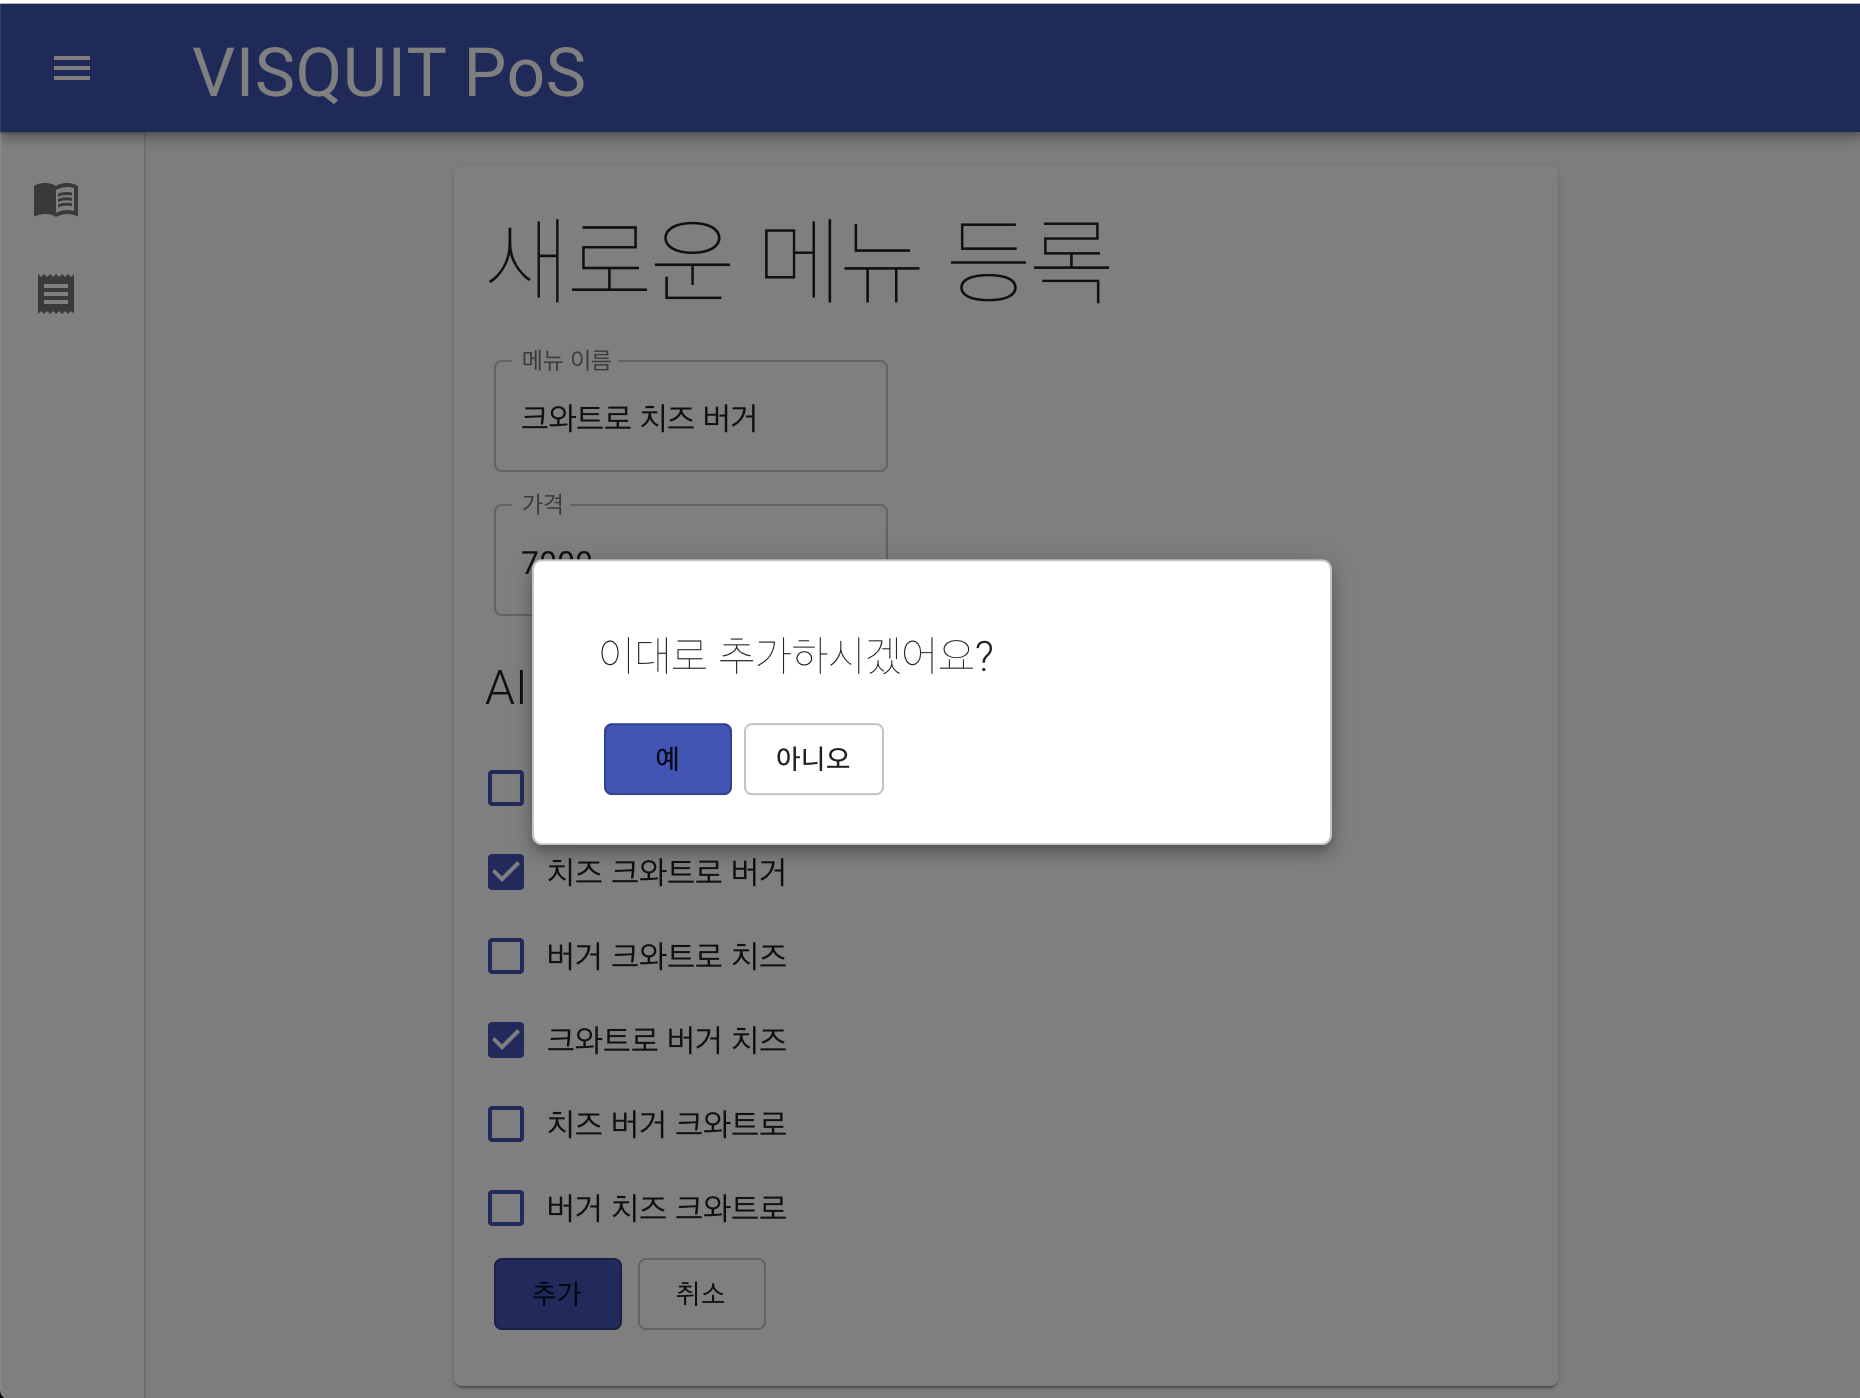 VISQUIT PoS
새로운 메뉴 등록
메뉴 이름
크와트로 치즈 버거
가격
이대로 추가하시겠어요?
예
아니오
치즈 크와트로 버거
버거 크와트로 치즈
크와트로 버거 치즈
치즈 버거 크와트로
버거 치즈 크와트로
추가
취소